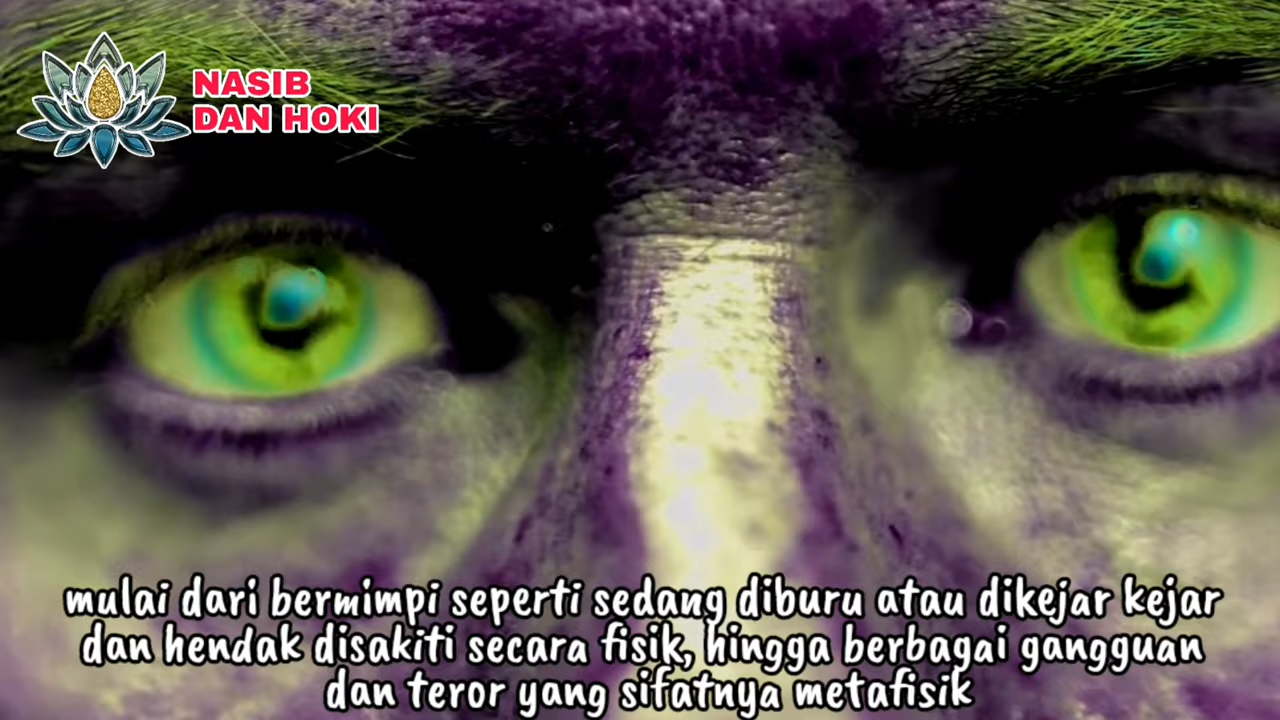 NASIB
DAN HOKI
mulai dari bermimpi seperti sedang diburu atau dikejar kejar
dan hendak disakiti secara fisik, hingga berbagai gangguan
dan teror yang sifatnya metafisik